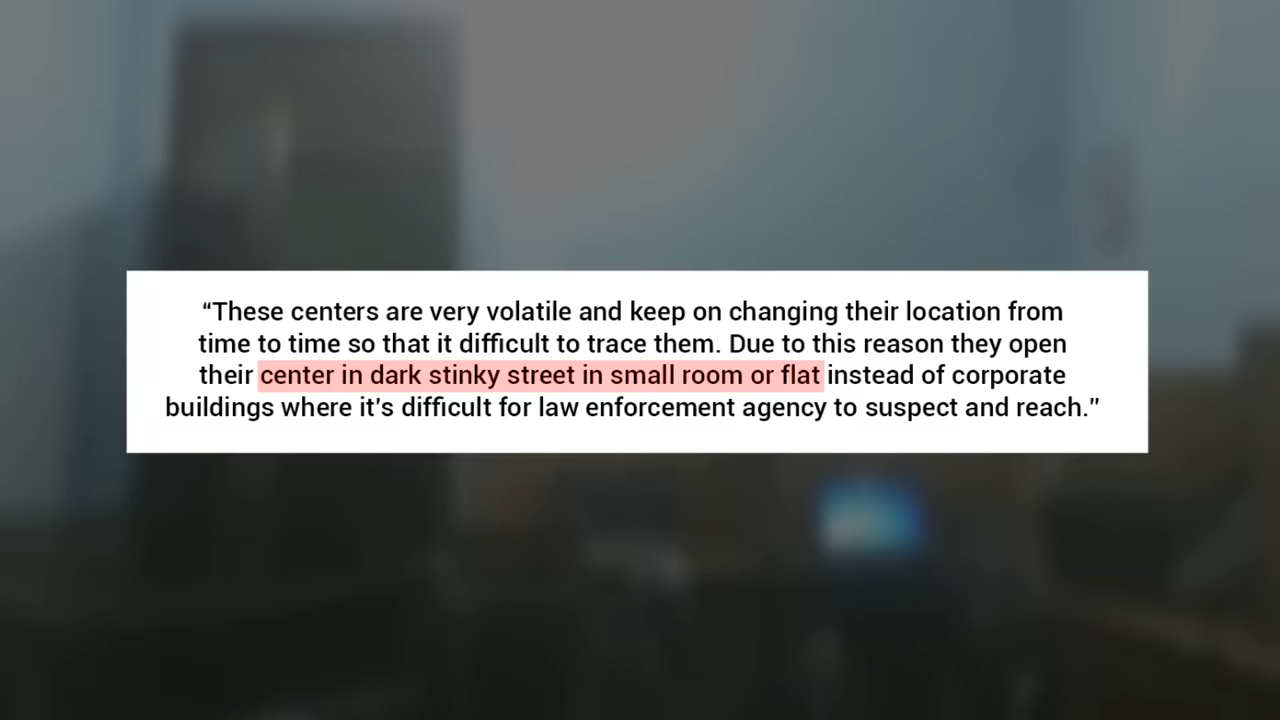 “These centers are very volatile and keep on changing their location from
time to time so that it difficult to trace them. Due to this reason they open
their center in dark stinky street in small room or flat instead of corporate
buildings where it's difficult for law enforcement agency to suspect and reach.”